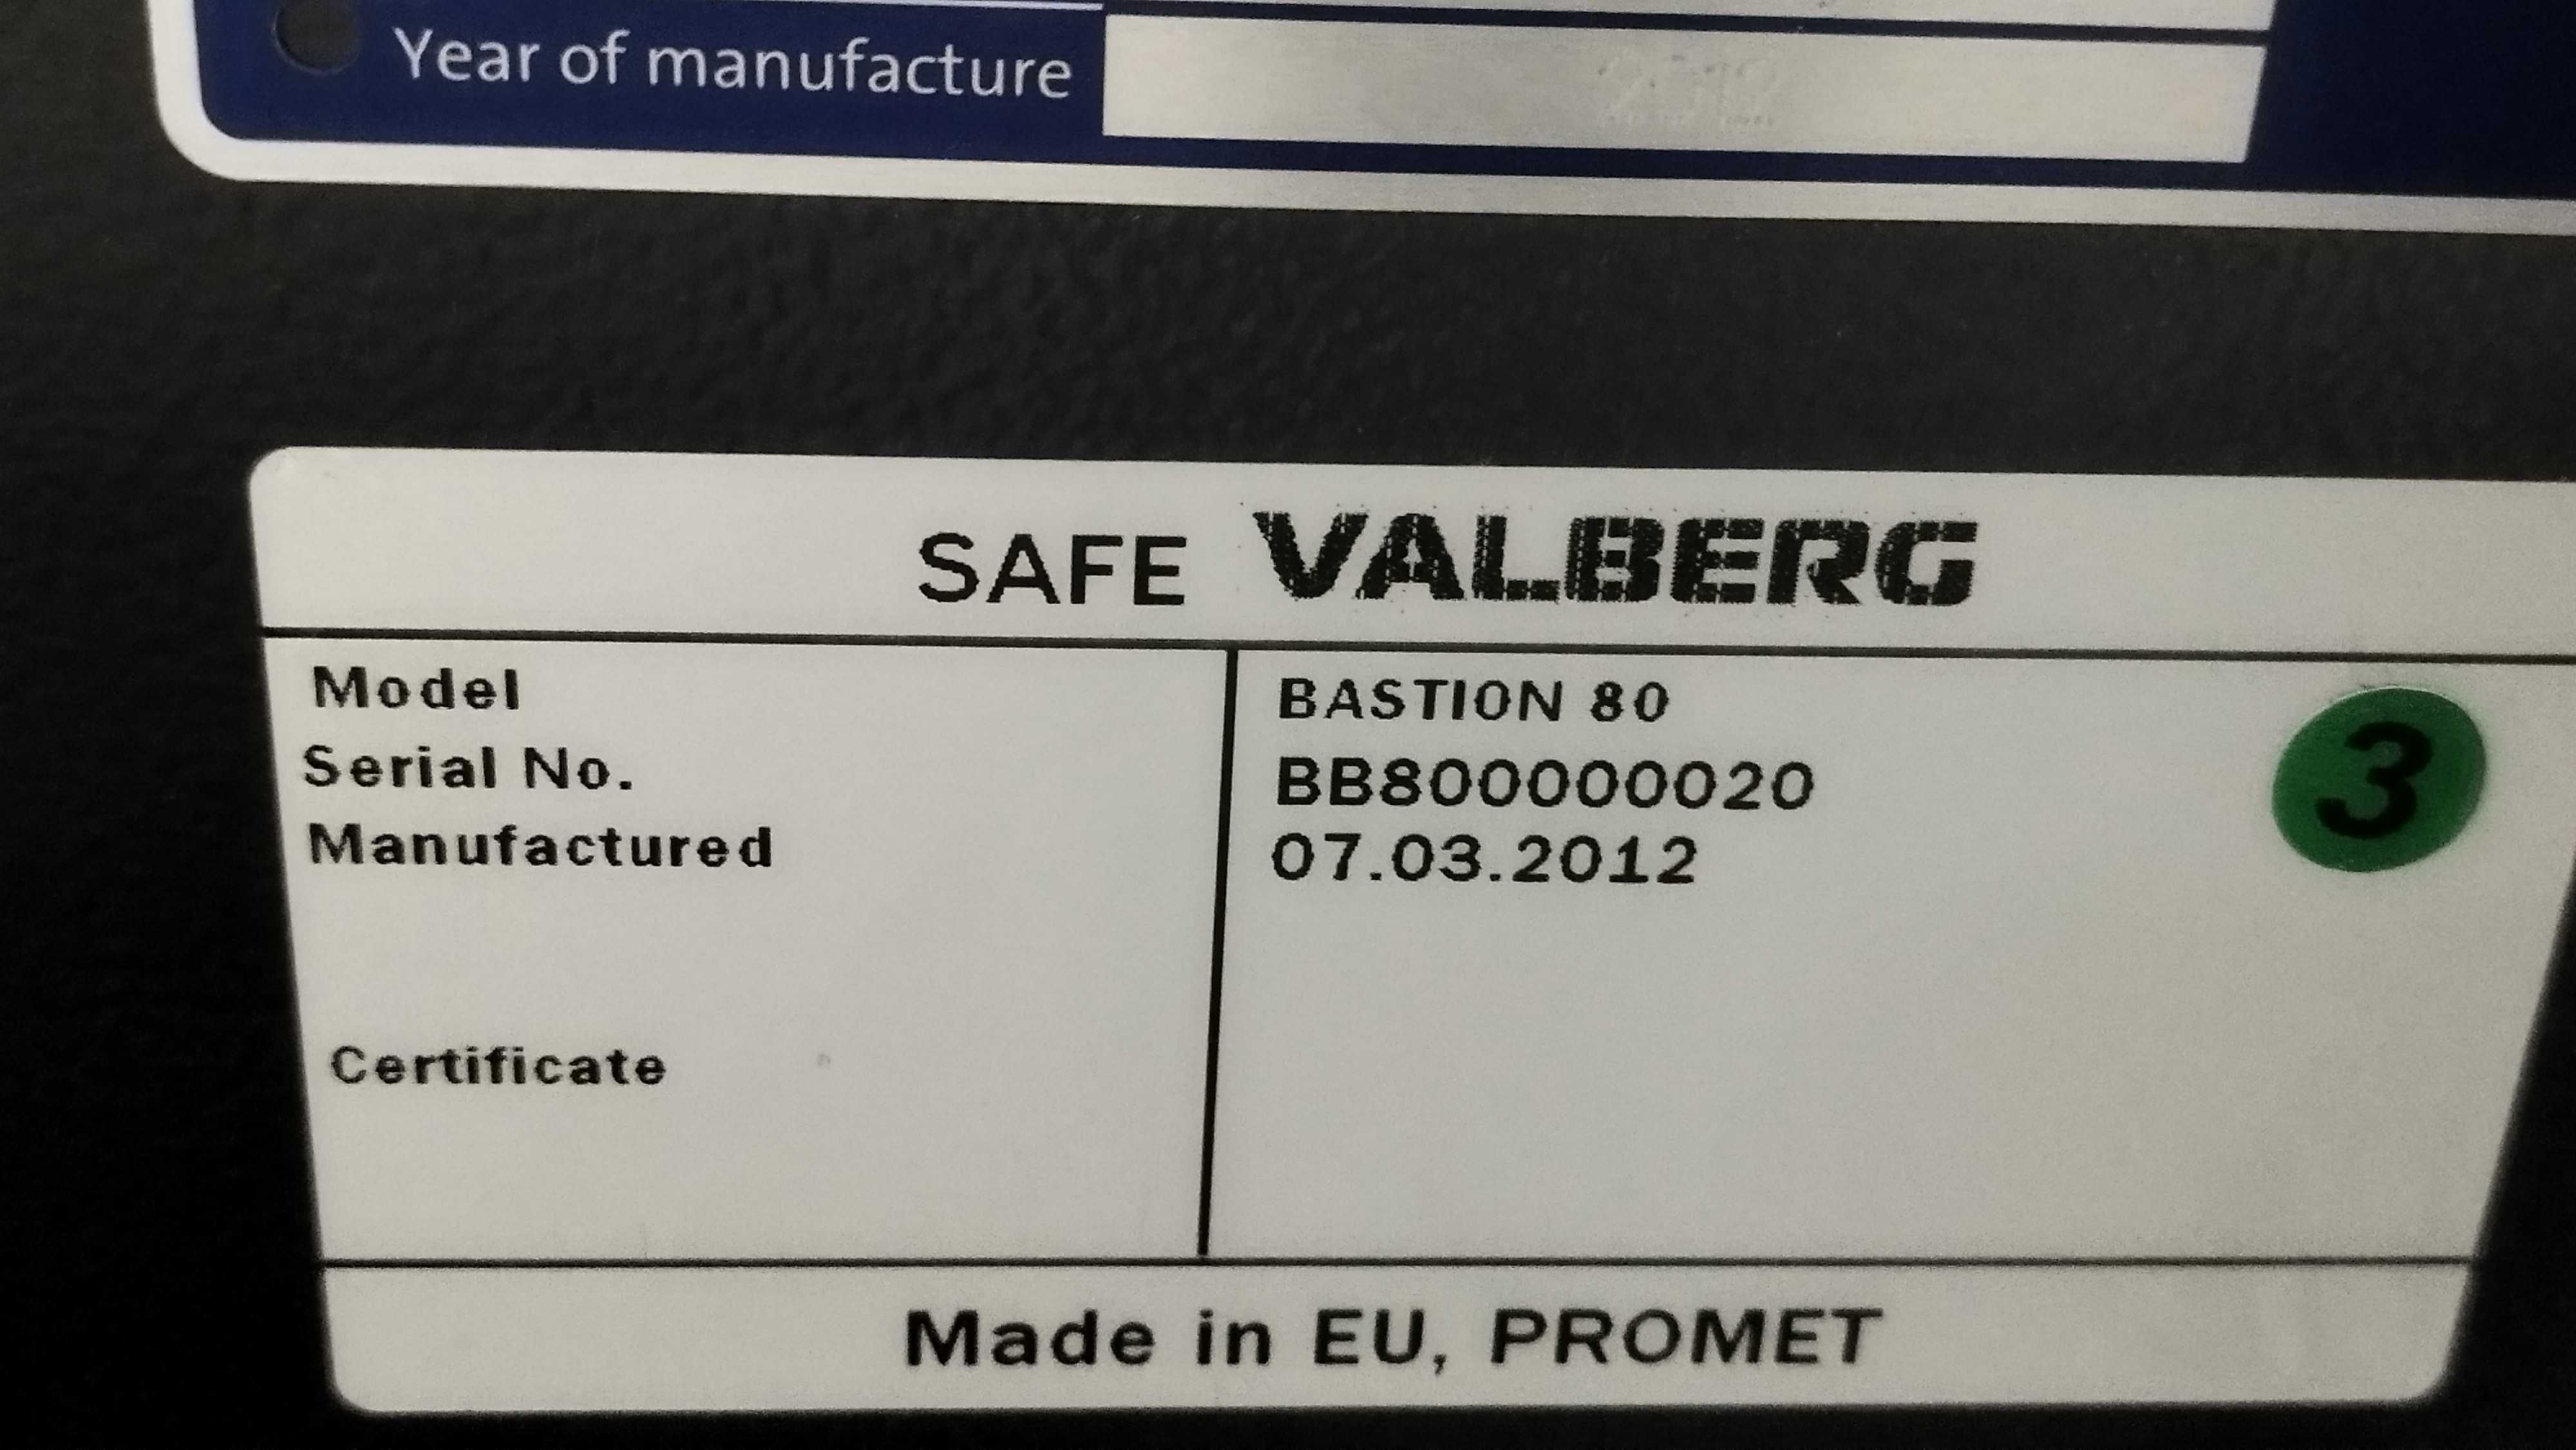 Year of manufacture
SAFE VALBERG
Model BASTION 80
3
Serial No. BB800000020
Manufactured 07.03.2012
Certificate
Made in EU, PROMET